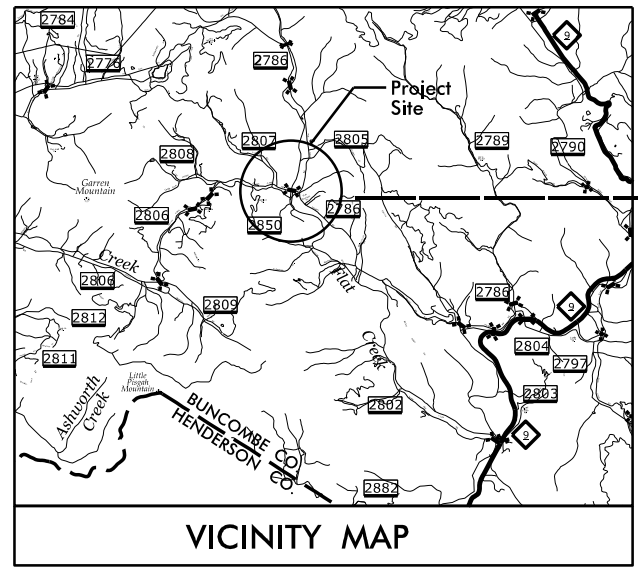 2784
9
2776
2786
Project
Site
2807
2805
2789
2790
2808
Garren
Mountain
2786
2806
2850
Creek
Flat
2806
2786
9
2809
2812
2804
2811
Creek
2797
Little
Pisgah
Mountain
2803
Ashworth
Creek
2802
BUNCOMBE CO.
HENDERSON CO.
9
2882
VICINITY MAP